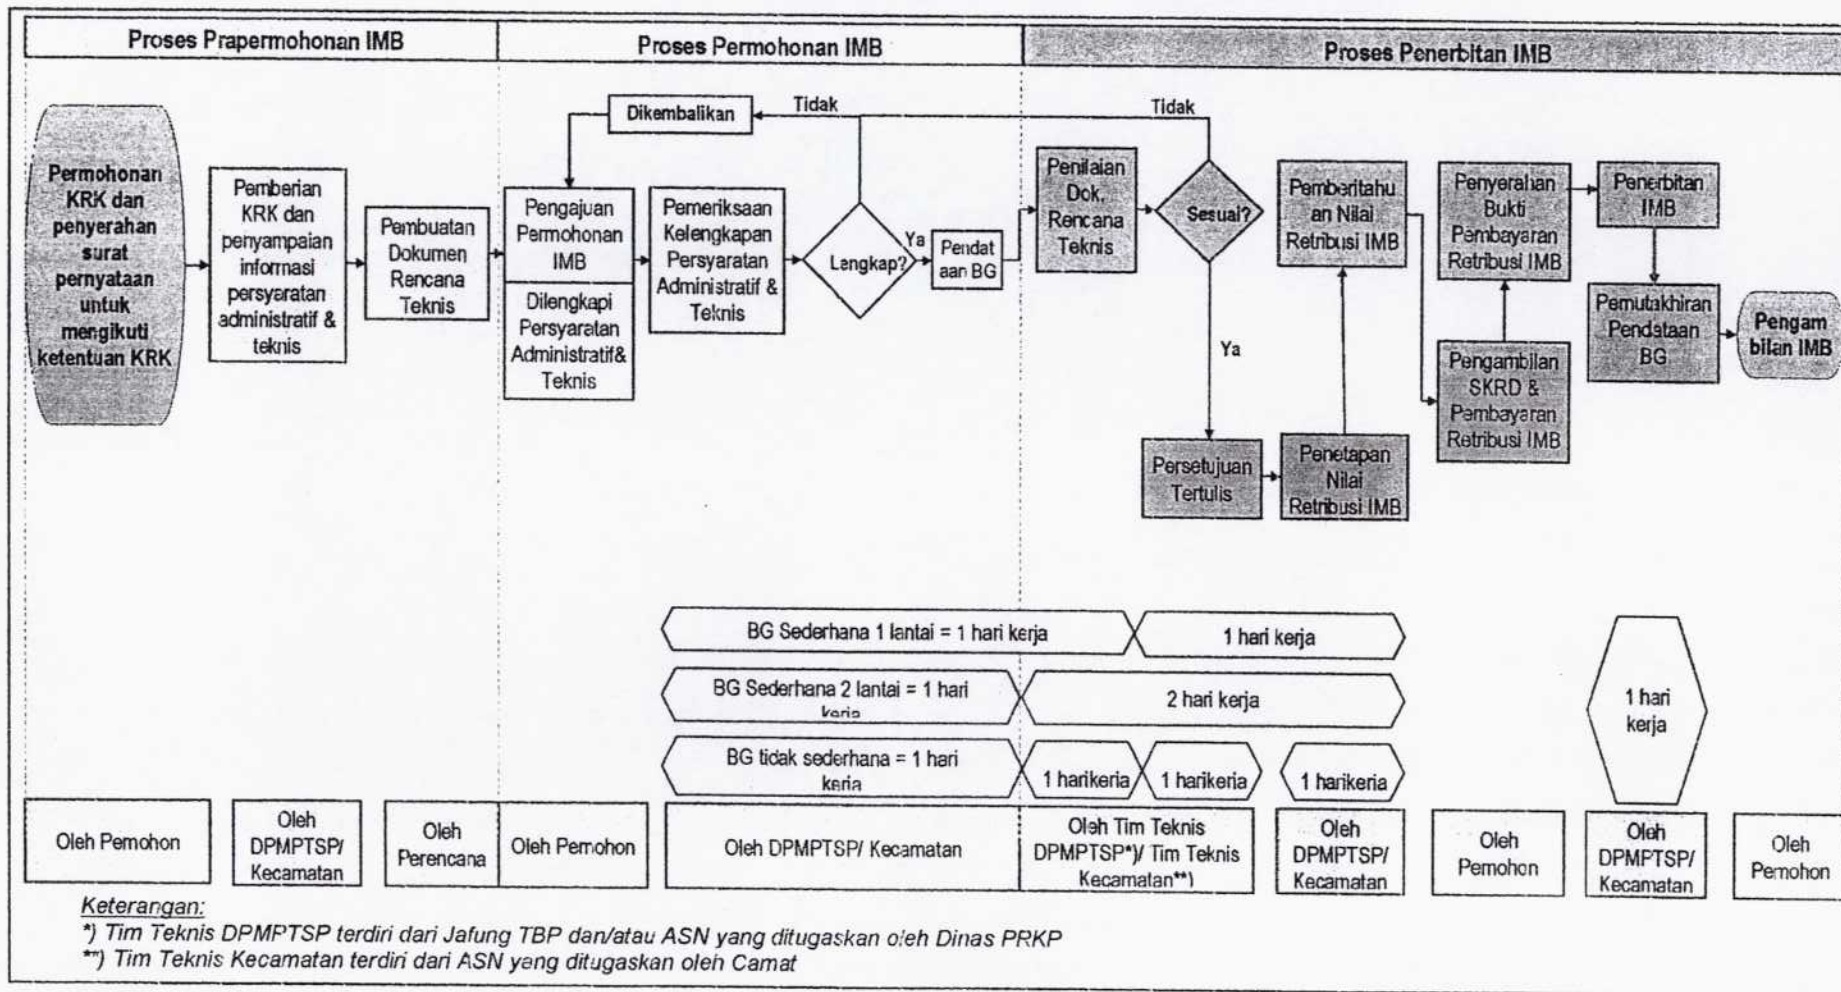 Proses Prapermohonan IMB
Proses Permohonan IMB
Proses Penerbitan IMB
Permohonan
KRK dan
penyerahan
surat
pernyataan
untuk
mengikuti
ketentuan KRK
Pemberian
KRK dan
penyampaian
informasi
persyaratan
administratif &
teknis
Pembuatan
Dokumen
Rencana
Teknis
Dikembalikan
Tidak
Pengajuan
Permohonan
IMB
Dilengkapi
Persyaratan
Administratif&
Teknis
Pemeriksaan
Kelengkapan
Persyaratan
Administratif &
Teknis
Lengkap?
Ya
Pendat
aan BG
Tidak
Penilaian
Dok.
Rencana
Teknis
Sesuai?
Ya
Persetujuan
Tertulis
Penetapan
Nilai
Retribusi IMB
Pemberitahu
an Nilai
Retribusi IMB
Pengambilan
SKRD &
Pembayaran
Retribusi IMB
Penyerahan
Bukti
Pembayaran
Retribusi IMB
Penerbitan
IMB
Pemutakhiran
Pendataan
BG
Pengam
bilan IMB
BG Sederhana 1 lantai = 1 hari kerja
1 hari kerja
BG Sederhana 2 lantai = 1 hari
kerja
2 hari kerja
BG tidak sederhana = 1 hari
kerja
1 harikerja
1 harikerja
1 harikerja
1 hari
kerja
Oleh Pemohon
Oleh
DPMPTSP/
Kecamatan
Oleh
Perencana
Oleh Pemohon
Oleh DPMPTSP/ Kecamatan
Oleh Tim Teknis
DPMPTSP*)/ Tim Teknis
Kecamatan**)
Oleh
DPMPTSP/
Kecamatan
Oleh
Pemohon
Oleh
DPMPTSP/
Kecamatan
Oleh
Pemohon
Keterangan:
*) Tim Teknis DPMPTSP terdiri dari Jafung TBP dan/atau ASN yang ditugaskan oleh Dinas PRKP
**) Tim Teknis Kecamatan terdiri dari ASN yang ditugaskan oleh Camat